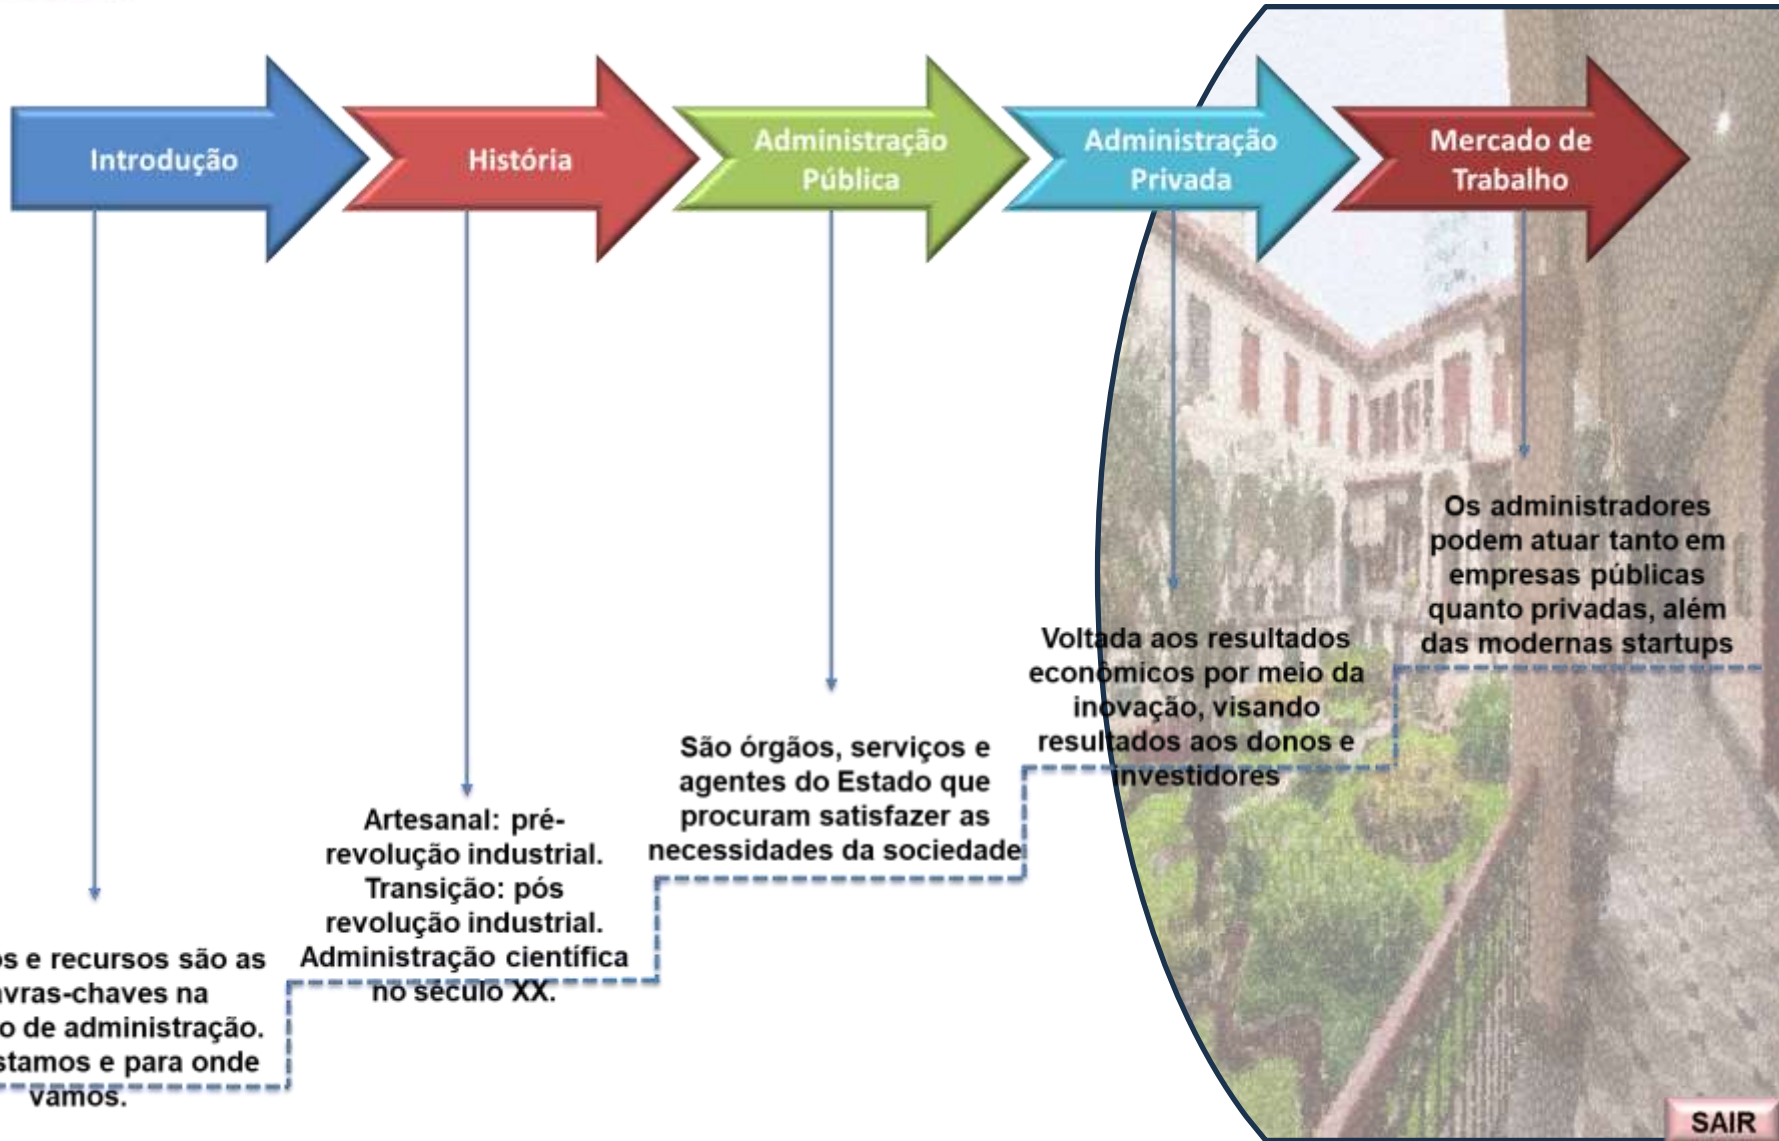 Introdução
História
Administração
Pública
Administração
Privada
Mercado de
Trabalho
Os administradores
podem atuar tanto em
empresas públicas
quanto privadas, além
das modernas startups
Voltada aos resultados
econômicos por meio da
inovação, visando
resultados aos donos e
investidores
São órgãos, serviços e
agentes do Estado que
procuram satisfazer as
necessidades da sociedade
Artesanal: pré-
revolução industrial.
Transição: pós
revolução industrial.
Administração científica
no século XX.
e recursos são as
na
de administração.
e para onde
vamos.
SAIR